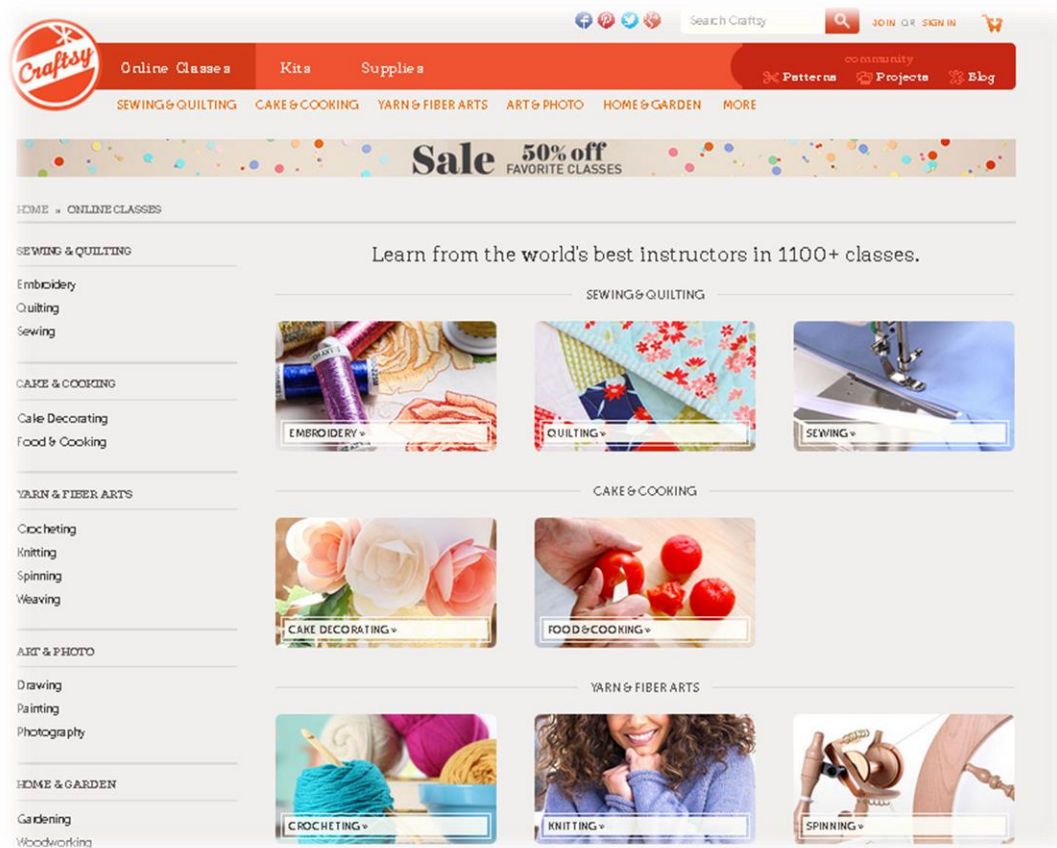 Search Craftsy
JOIN OR SIGN IN
Craftsy
Online Classes
Kits
Supplies
community
Patterns
Projects
Blog
SEWING & QUILTING
CAKE & COOKING
YARN & FIBER ARTS
ART & PHOTO
HOME & GARDEN
MORE
Sale 50% off
FAVORITE CLASSES
HOME » ONLINE CLASSES
SEWING & QUILTING
Embroidery
Quilting
Sewing
CAKE & COOKING
Cake Decorating
Food & Cooking
YARN & FIBER ARTS
Crocheting
Knitting
Spinning
Weaving
ART & PHOTO
Drawing
Painting
Photography
HOME & GARDEN
Gardening
Woodworking
Learn from the world's best instructors in 1100+ classes.
SEWING & QUILTING
EMBROIDERY »
QUILTING »
SEWING »
CAKE & COOKING
CAKE DECORATING »
FOOD & COOKING »
YARN & FIBER ARTS
CROCHETING »
KNITTING »
SPINNING »